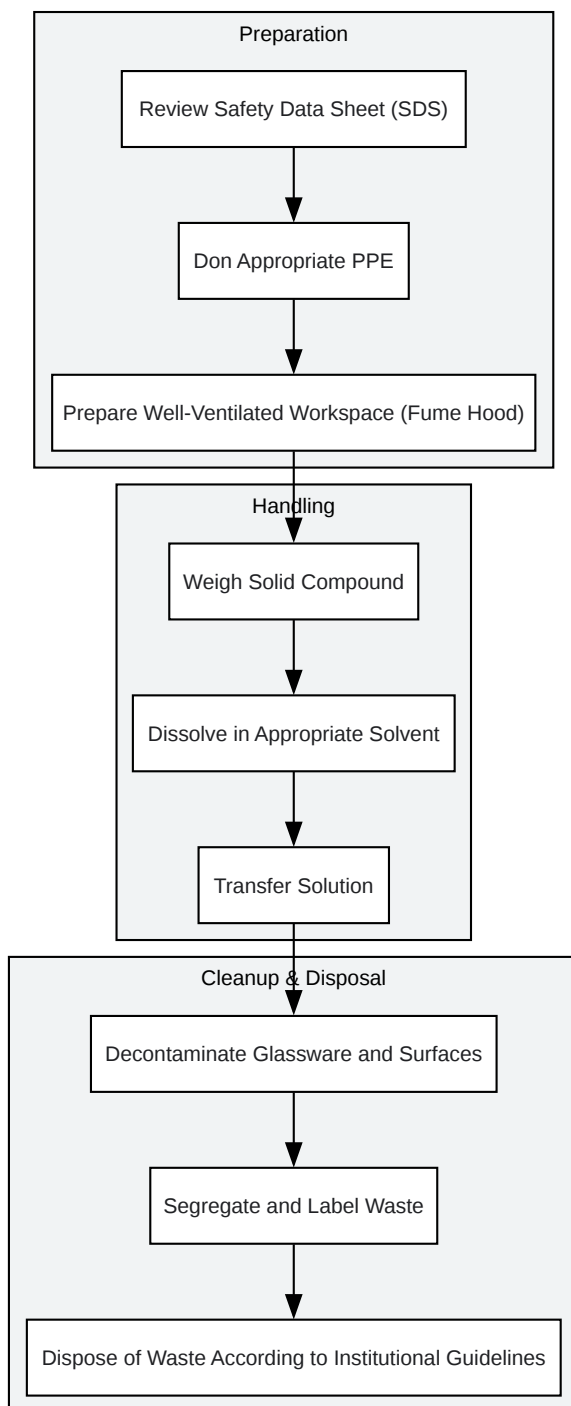 Preparation
Review Safety Data Sheet (SDS)
Don Appropriate PPE
Prepare Well-Ventilated Workspace (Fume Hood)
Handling
Weigh Solid Compound
Dissolve in Appropriate Solvent
Transfer Solution
Cleanup & Disposal
Decontaminate Glassware and Surfaces
Segregate and Label Waste
Dispose of Waste According to Institutional Guidelines